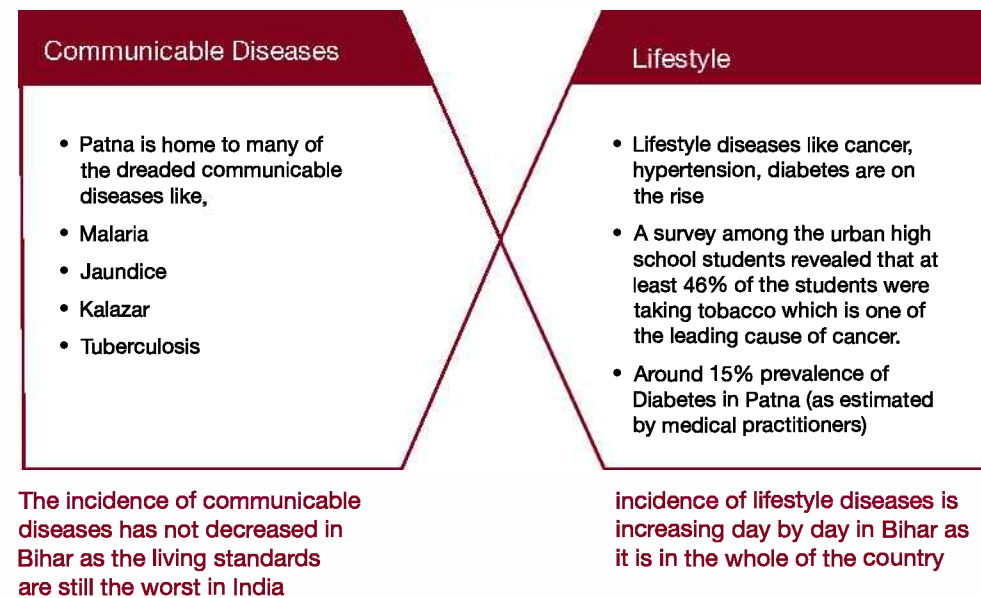 Communicable Diseases
• Patna is home to many of
the dreaded communicable
diseases like,
• Malaria
• Jaundice
• Kalazar
• Tuberculosis
The incidence of communicable
diseases has not decreased in
Bihar as the living standards
are still the worst in India
Lifestyle
• Lifestyle diseases like cancer,
hypertension, diabetes are on
the rise
• A survey among the urban high
school students revealed that at
least 46% of the students were
taking tobacco which is one of
the leading cause of cancer.
• Around 15% prevalence of
Diabetes in Patna (as estimated
by medical practitioners)
incidence of lifestyle diseases is
increasing day by day in Bihar as
it is in the whole of the country